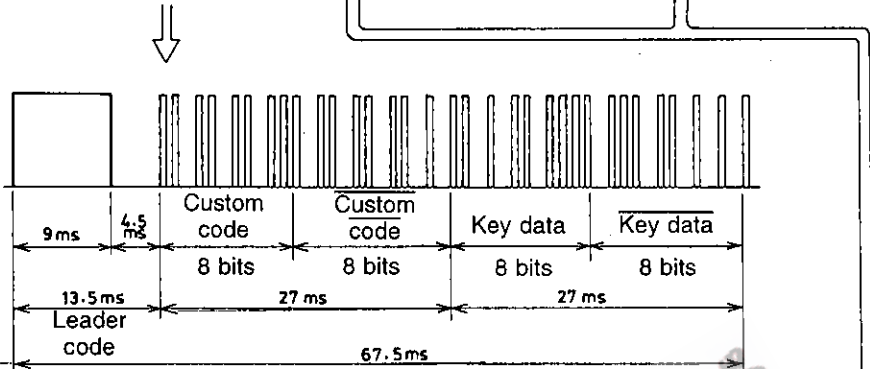 9ms
4.5 ms
Custom code
Custom code
Key data
Key data
8 bits
8 bits
8 bits
8 bits
13.5ms
27 ms
27 ms
Leader code
67.5ms